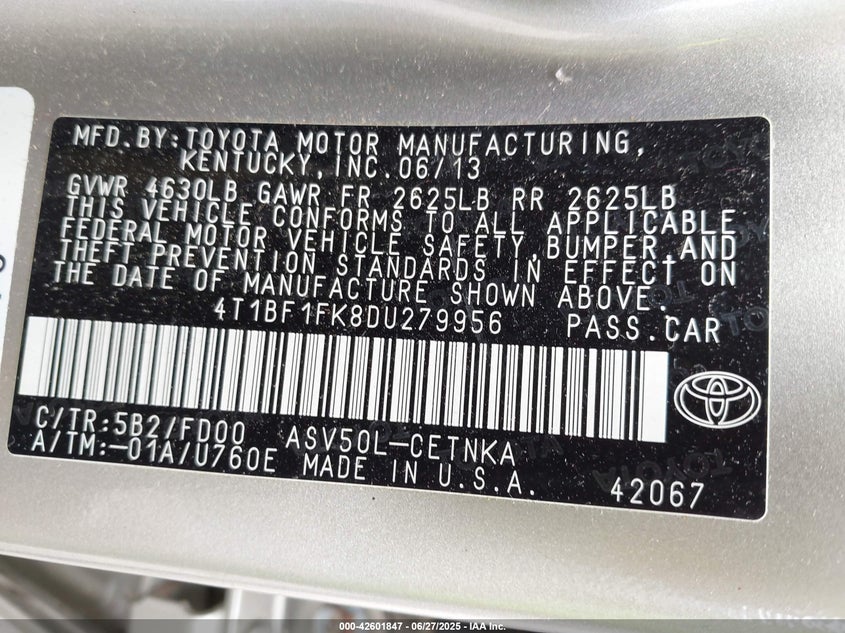 MFD.BY:TOYOTA MOTOR MANUFACTURING,
KENTUCKY,INC.06/13
GVWR 4630LB GAWR FR 2625LB RR 2625LB
THIS VEHICLE CONFORMS TO ALL APPLICABLE
FEDERAL MOTOR VEHICLE SAFETY,BUMPER,AND
THEFT PREVENTION STANDARDS IN EFFECT ON
THE DATE OF MANUFACTURE SHOWN ABOVE.
4T1BF1FK8DU279956 PASS.CAR
C/TR:5B2/FD00 ASV50L-CETNKA
A/TM:-01A/U760E MADE IN U.S.A. 42067
000-42601847 - 06/27/2025 - IAA Inc.